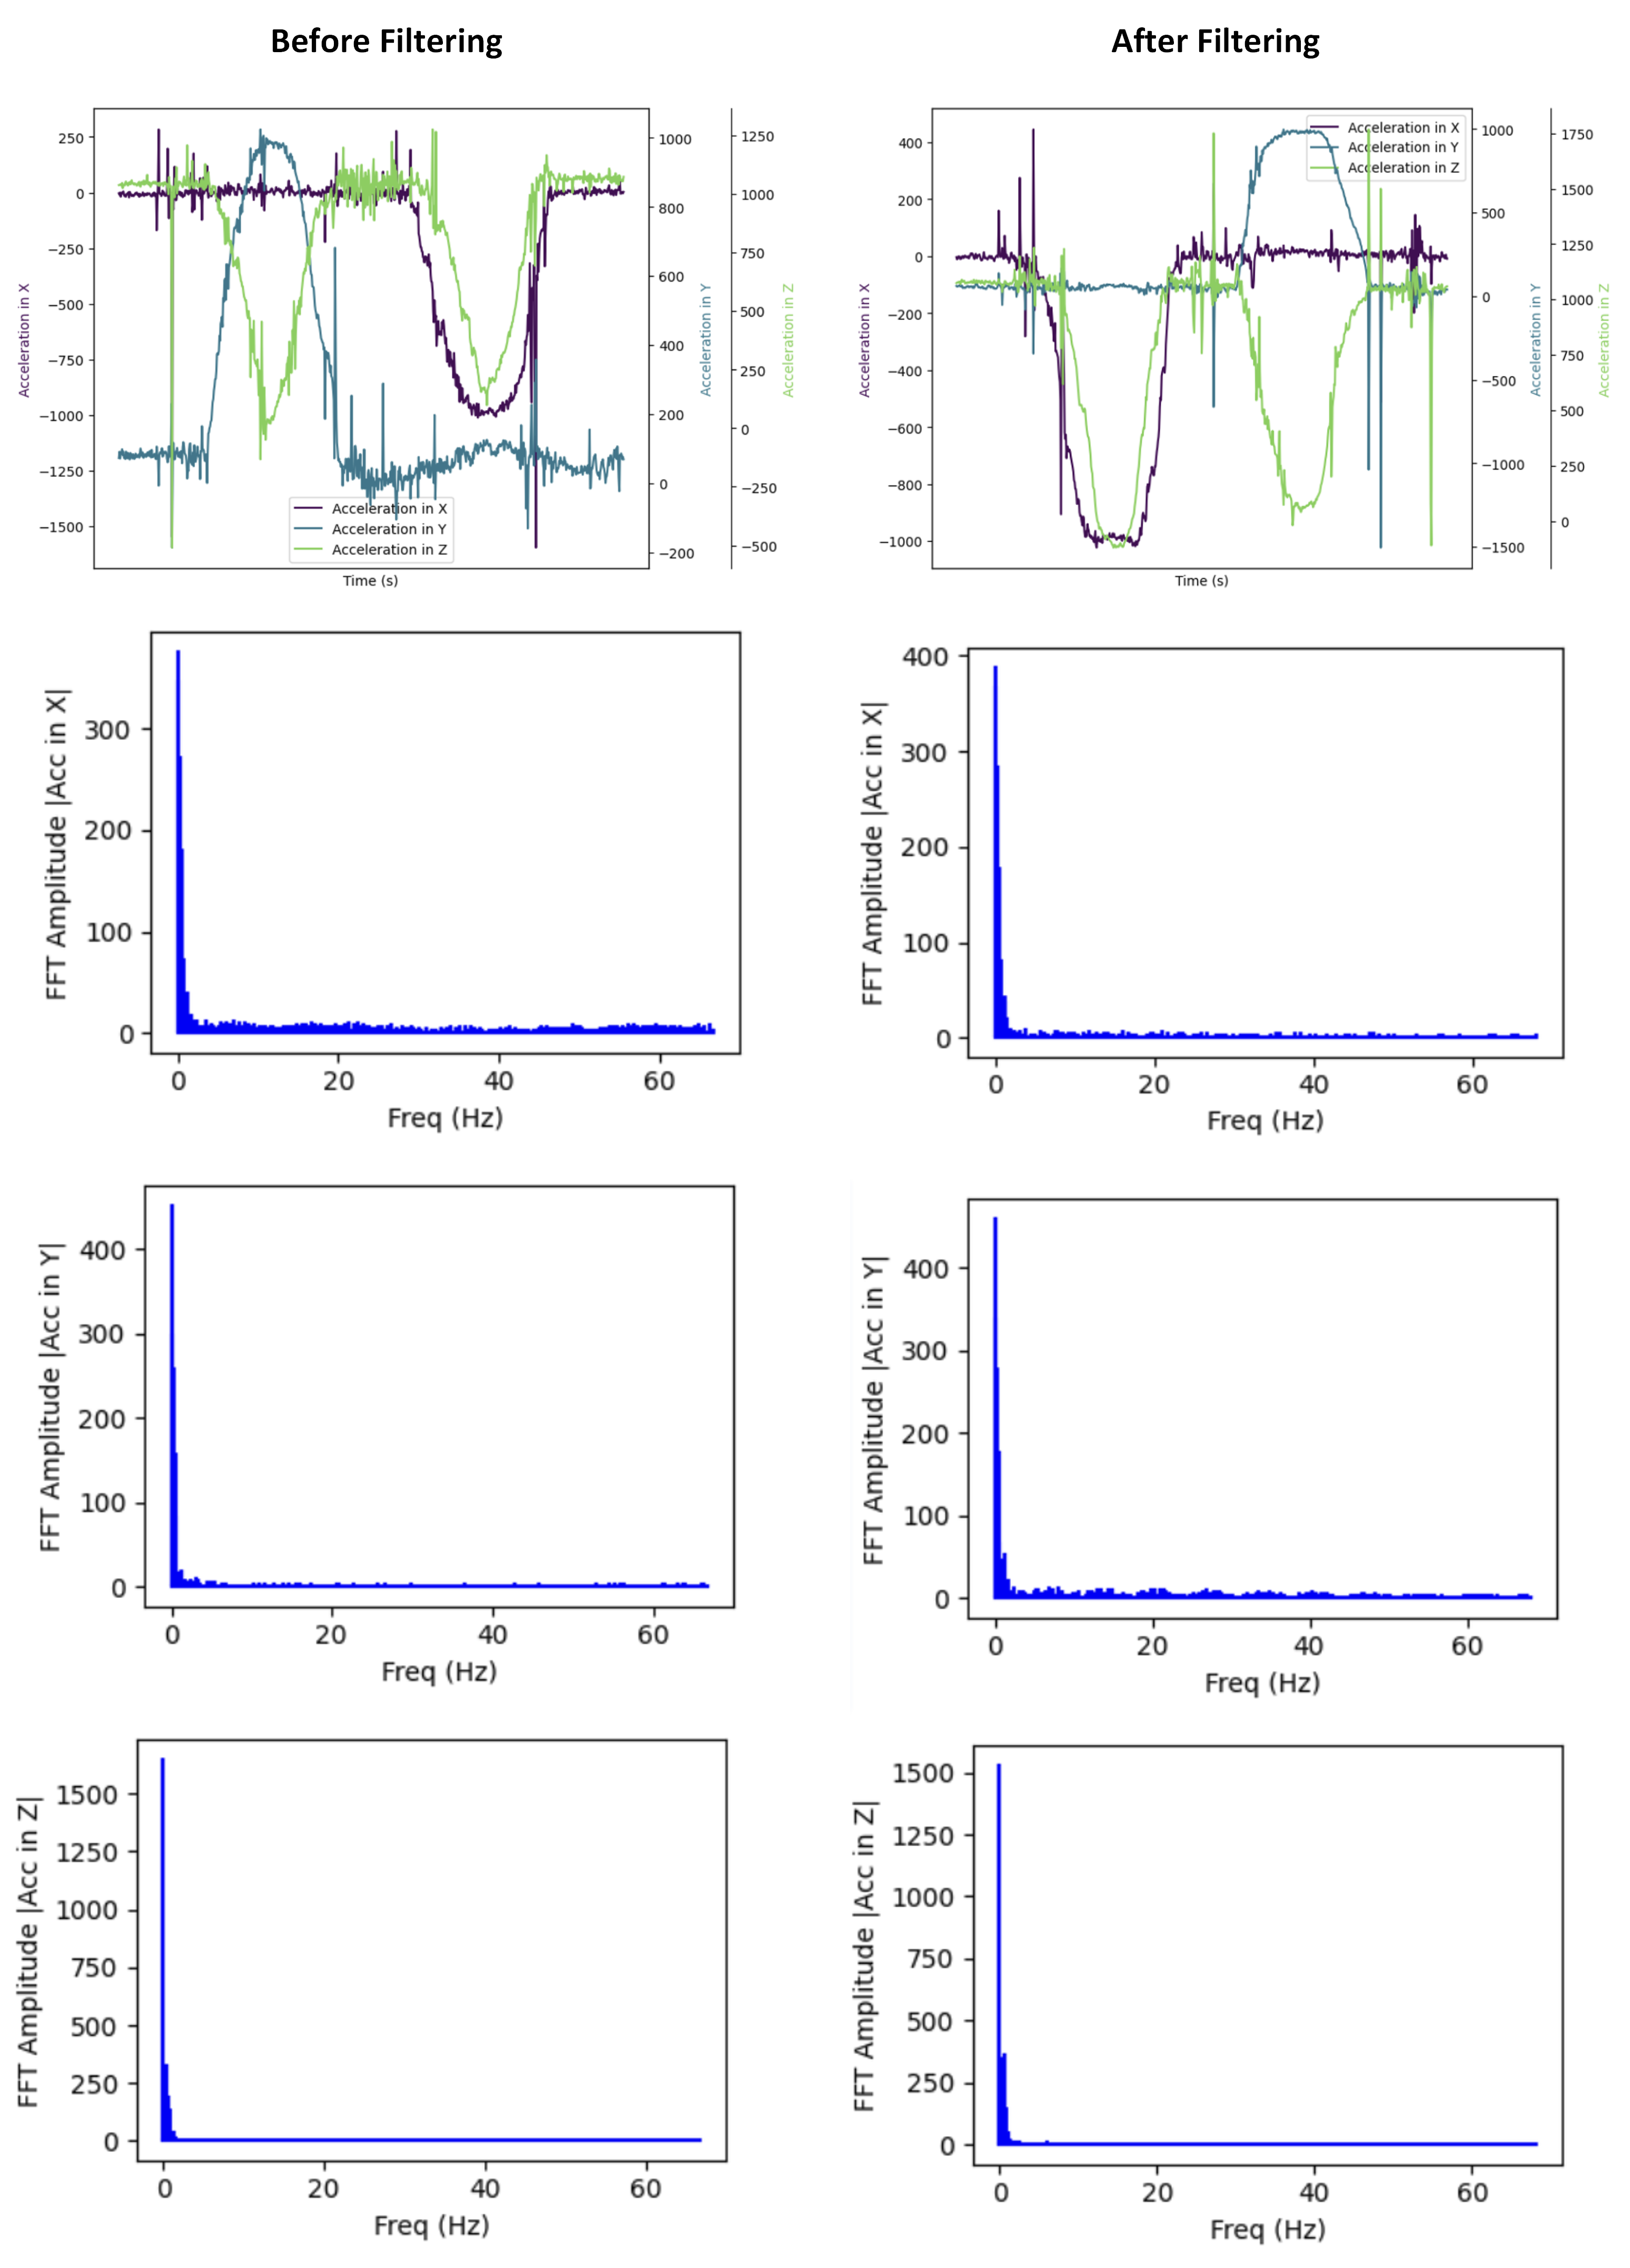 Before Filtering
After Filtering
250
0
−250
−500
−750
−1000
−1250
−1500
Acceleration in X
1000
800
600
400
200
0
−200
Acceleration in Y
1250
1000
750
500
250
0
−250
−500
Acceleration in Z
Acceleration in X
Acceleration in Y
Acceleration in Z
Time (s)
400
200
0
−200
−400
−600
−800
−1000
Acceleration in X
1000
500
0
−500
−1000
−1500
Acceleration in Y
1750
1500
1250
1000
750
500
250
0
Acceleration in Z
Acceleration in X
Acceleration in Y
Acceleration in Z
Time (s)
FFT Amplitude |Acc in X|
300
200
100
0
0 20 40 60
Freq (Hz)
FFT Amplitude |Acc in X|
400
300
200
100
0
0 20 40 60
Freq (Hz)
FFT Amplitude |Acc in Y|
400
300
200
100
0
0 20 40 60
Freq (Hz)
FFT Amplitude |Acc in Y|
400
300
200
100
0
0 20 40 60
Freq (Hz)
FFT Amplitude |Acc in Z|
1500
1250
1000
750
500
250
0
0 20 40 60
Freq (Hz)
FFT Amplitude |Acc in Z|
1500
1250
1000
750
500
250
0
0 20 40 60
Freq (Hz)